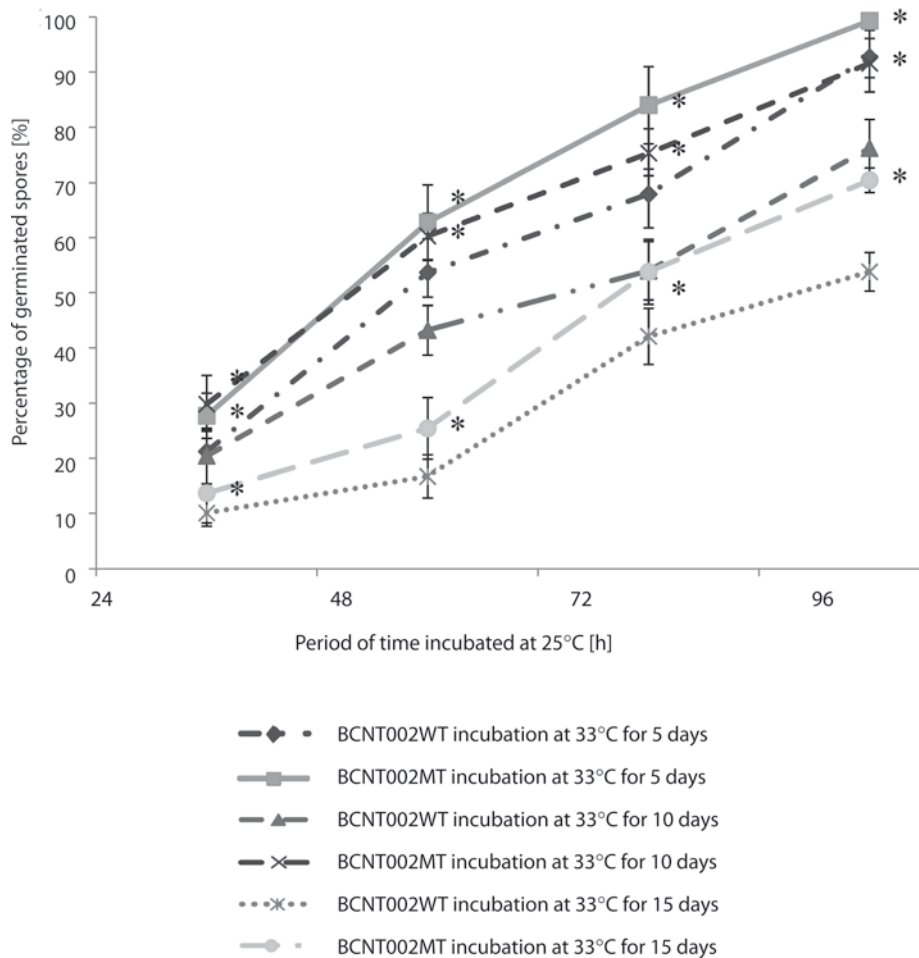 Percentage of germinated spores [%]
100
90
80
70
60
50
40
30
20
10
0
24 48 72 96
Period of time incubated at 25°C [h]
* * * * * * * * * * *
BCNT002WT incubation at 33°C for 5 days
BCNT002MT incubation at 33°C for 5 days
BCNT002WT incubation at 33°C for 10 days
BCNT002MT incubation at 33°C for 10 days
BCNT002WT incubation at 33°C for 15 days
BCNT002MT incubation at 33°C for 15 days